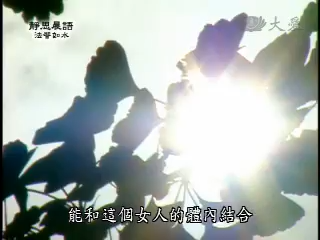 靜思晨語
法譬如水
大愛
能和這個女人的體內結合